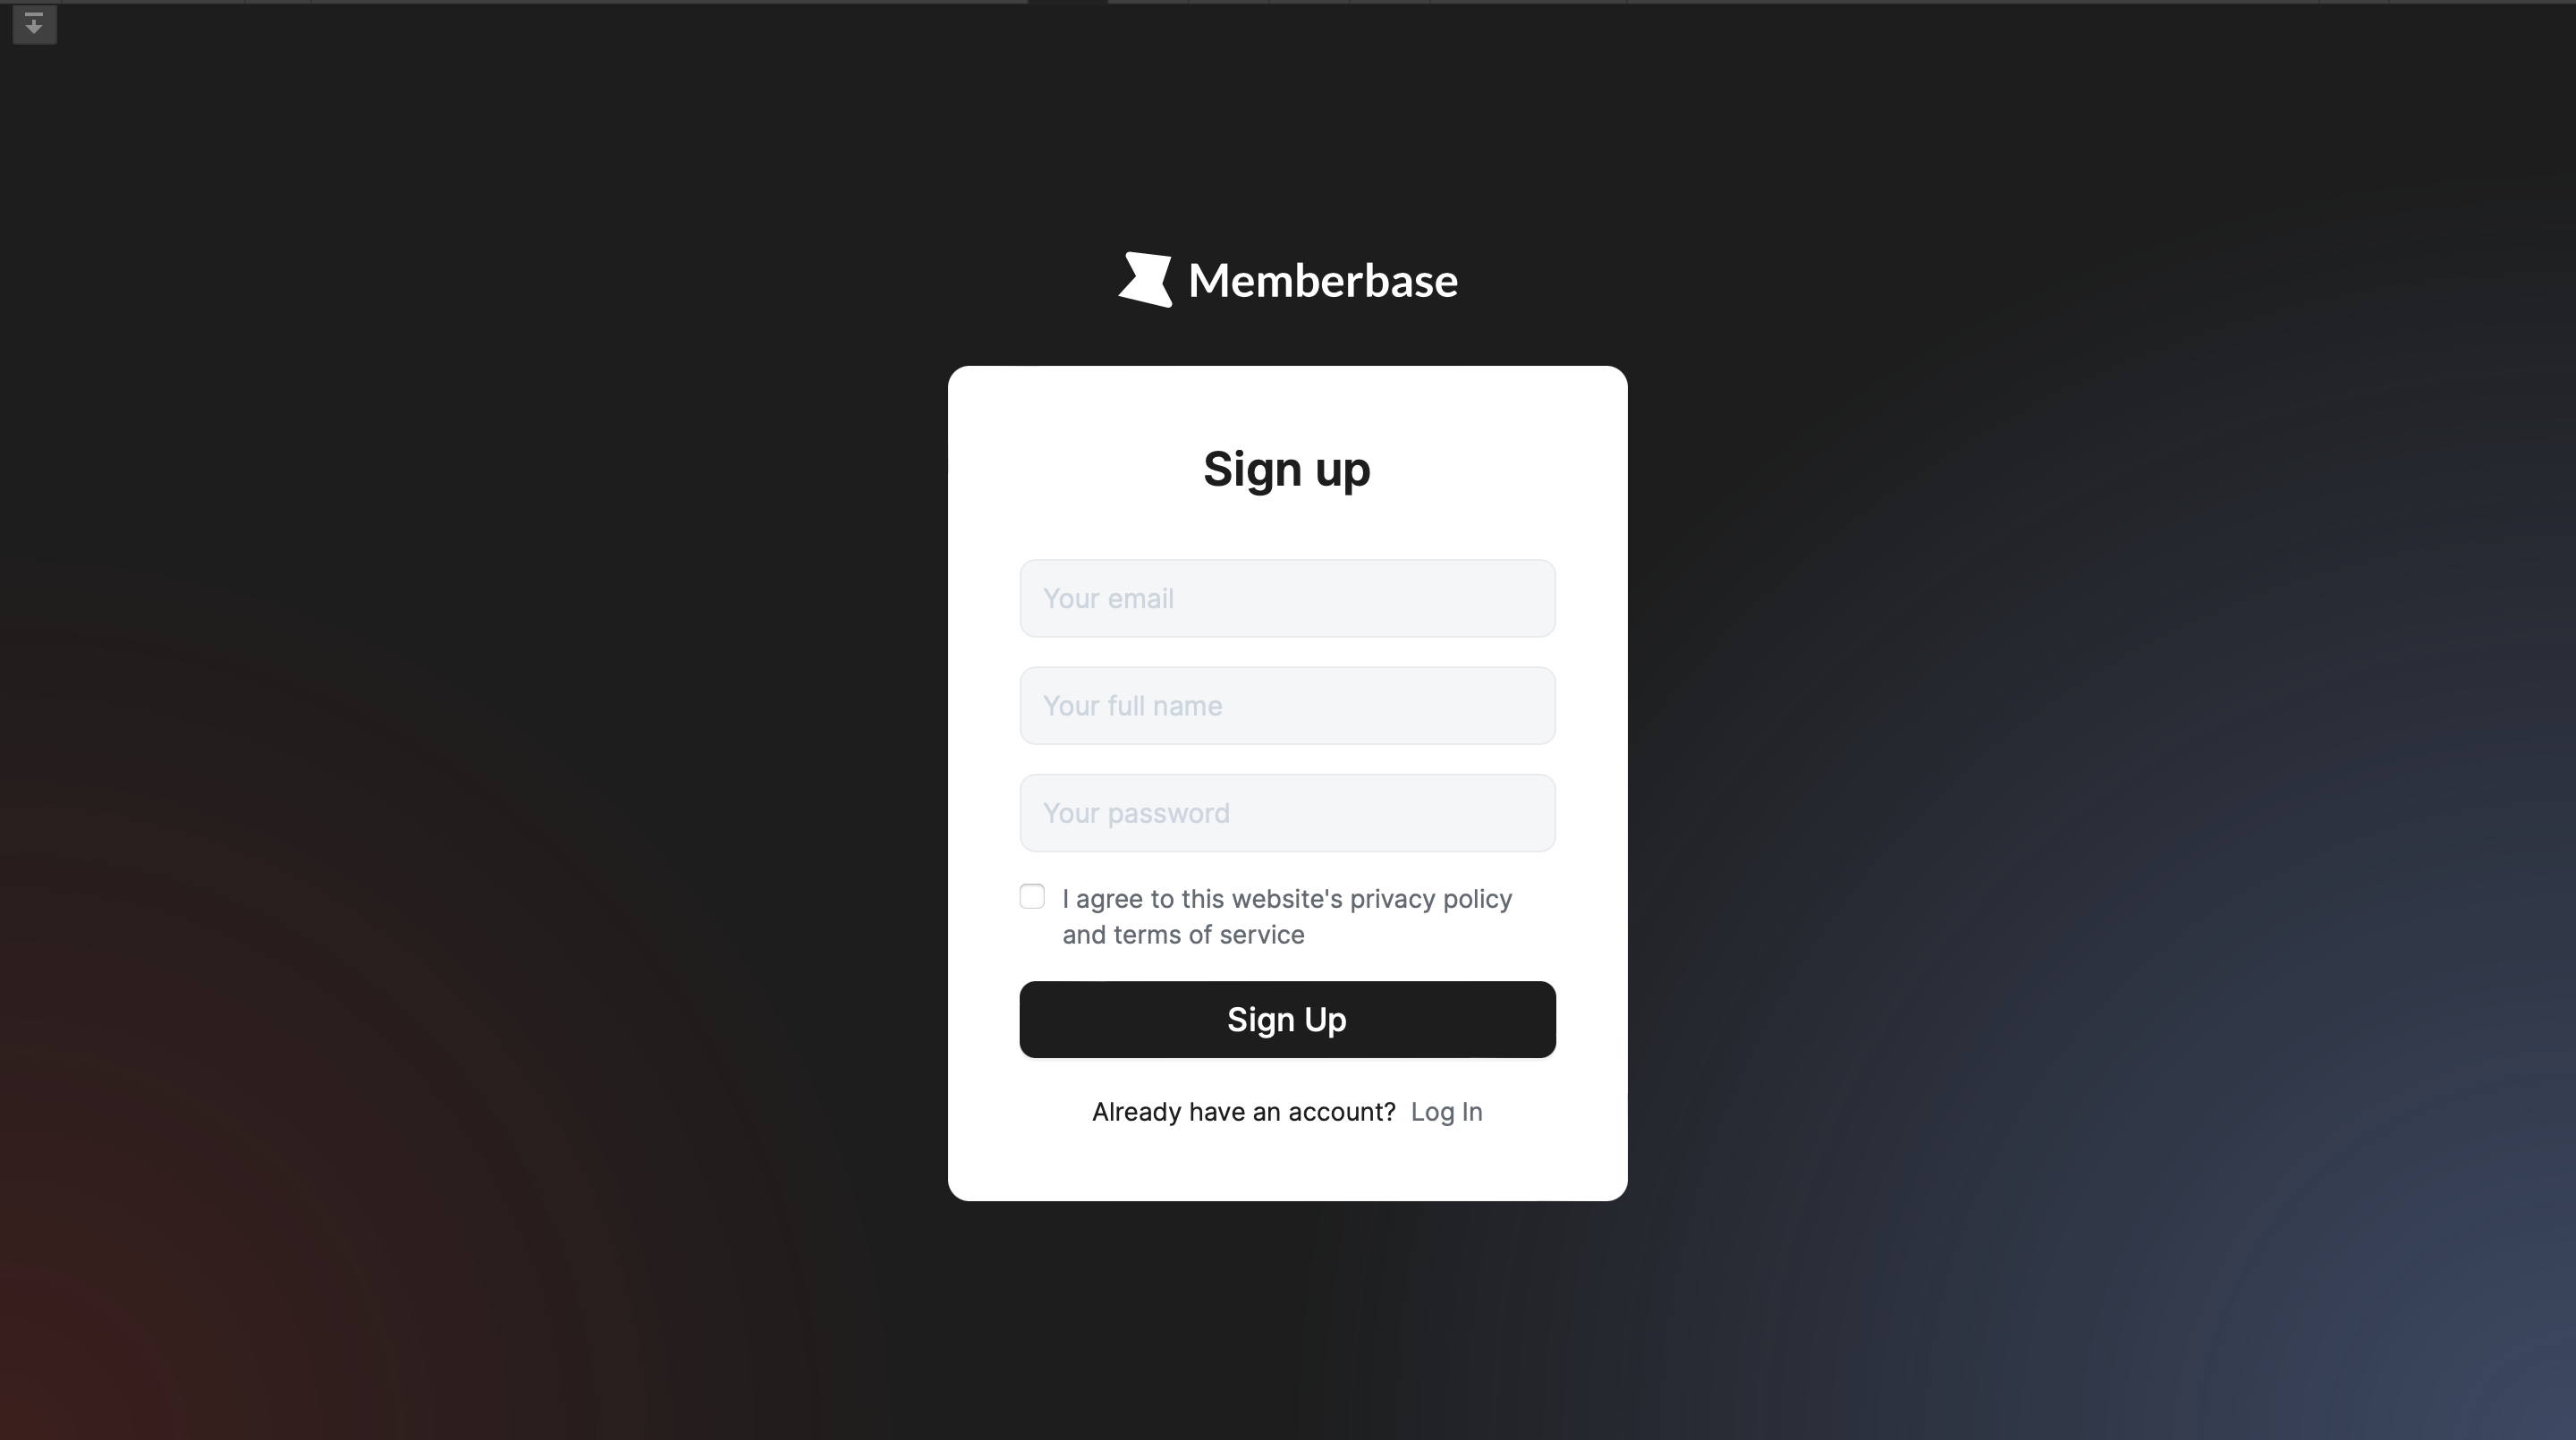 Memberbase
Sign up
Your email
Your full name
Your password
I agree to this website's privacy policy
and terms of service
Sign Up
Already have an account? Log In